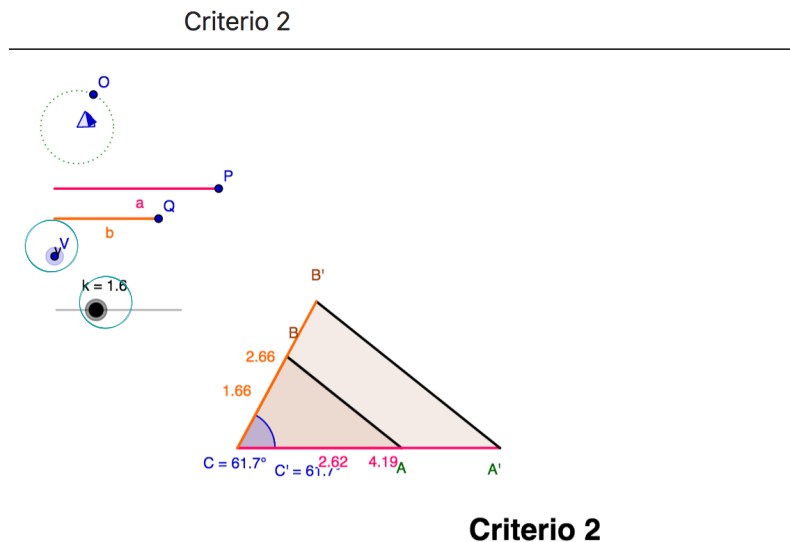 Criterio 2
O
P
a
Q
b
V
k = 1.6
B'
B
2.66
1.66
C = 61.7°
C' = 61.7°
2.62
4.19
A
A'
Criterio 2